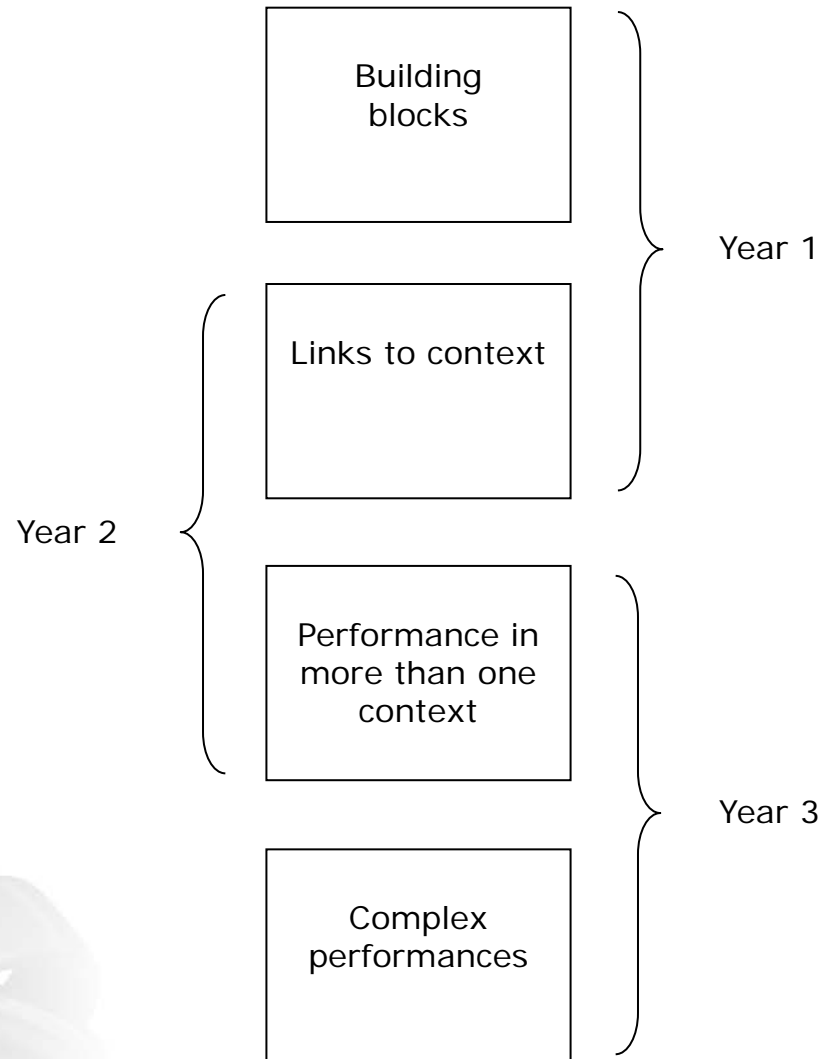 Building
blocks
Year 1
Links to context
Year 2
Performance in
more than one
context
Year 3
Complex
performances